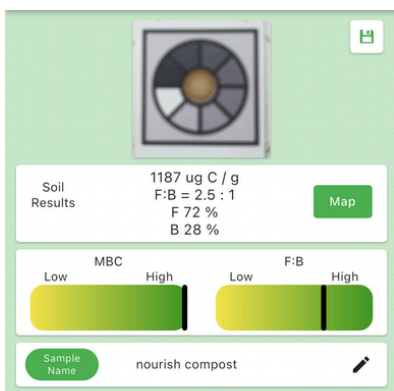 Soil
Results
1187 ug C / g
F:B = 2.5 : 1
F 72 %
B 28 %
Map
MBC
Low High
F:B
Low High
Sample
Name
nourish compost